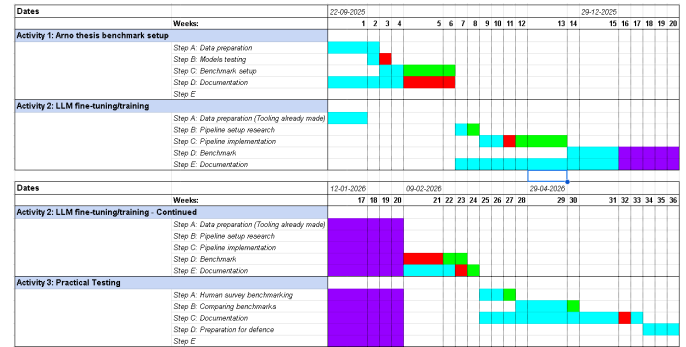 Dates 22-09-2025 29-12-2025
Weeks: 1 2 3 4 5 6 7 8 9 10 11 12 13 14 15 16 17 18 19 20
Activity 1: Arno thesis benchmark setup
Step A: Data preparation
Step B: Models testing
Step C: Benchmark setup
Step D: Documentation
Step E
Activity 2: LLM fine-tuning/training
Step A: Data preparation (Tooling already made)
Step B: Pipeline setup research
Step C: Pipeline implementation
Step D: Benchmark
Step E: Documentation
Dates 12-01-2026 09-02-2026 29-04-2026
Weeks: 17 18 19 20 21 22 23 24 25 26 27 28 29 30 31 32 33 34 35 36
Activity 2: LLM fine-tuning/training - Continued
Step A: Data preparation (Tooling already made)
Step B: Pipeline setup research
Step C: Pipeline implementation
Step D: Benchmark
Step E: Documentation
Activity 3: Practical Testing
Step A: Human survey benchmarking
Step B: Comparing benchmarks
Step C: Documentation
Step D: Preparation for defence
Step E